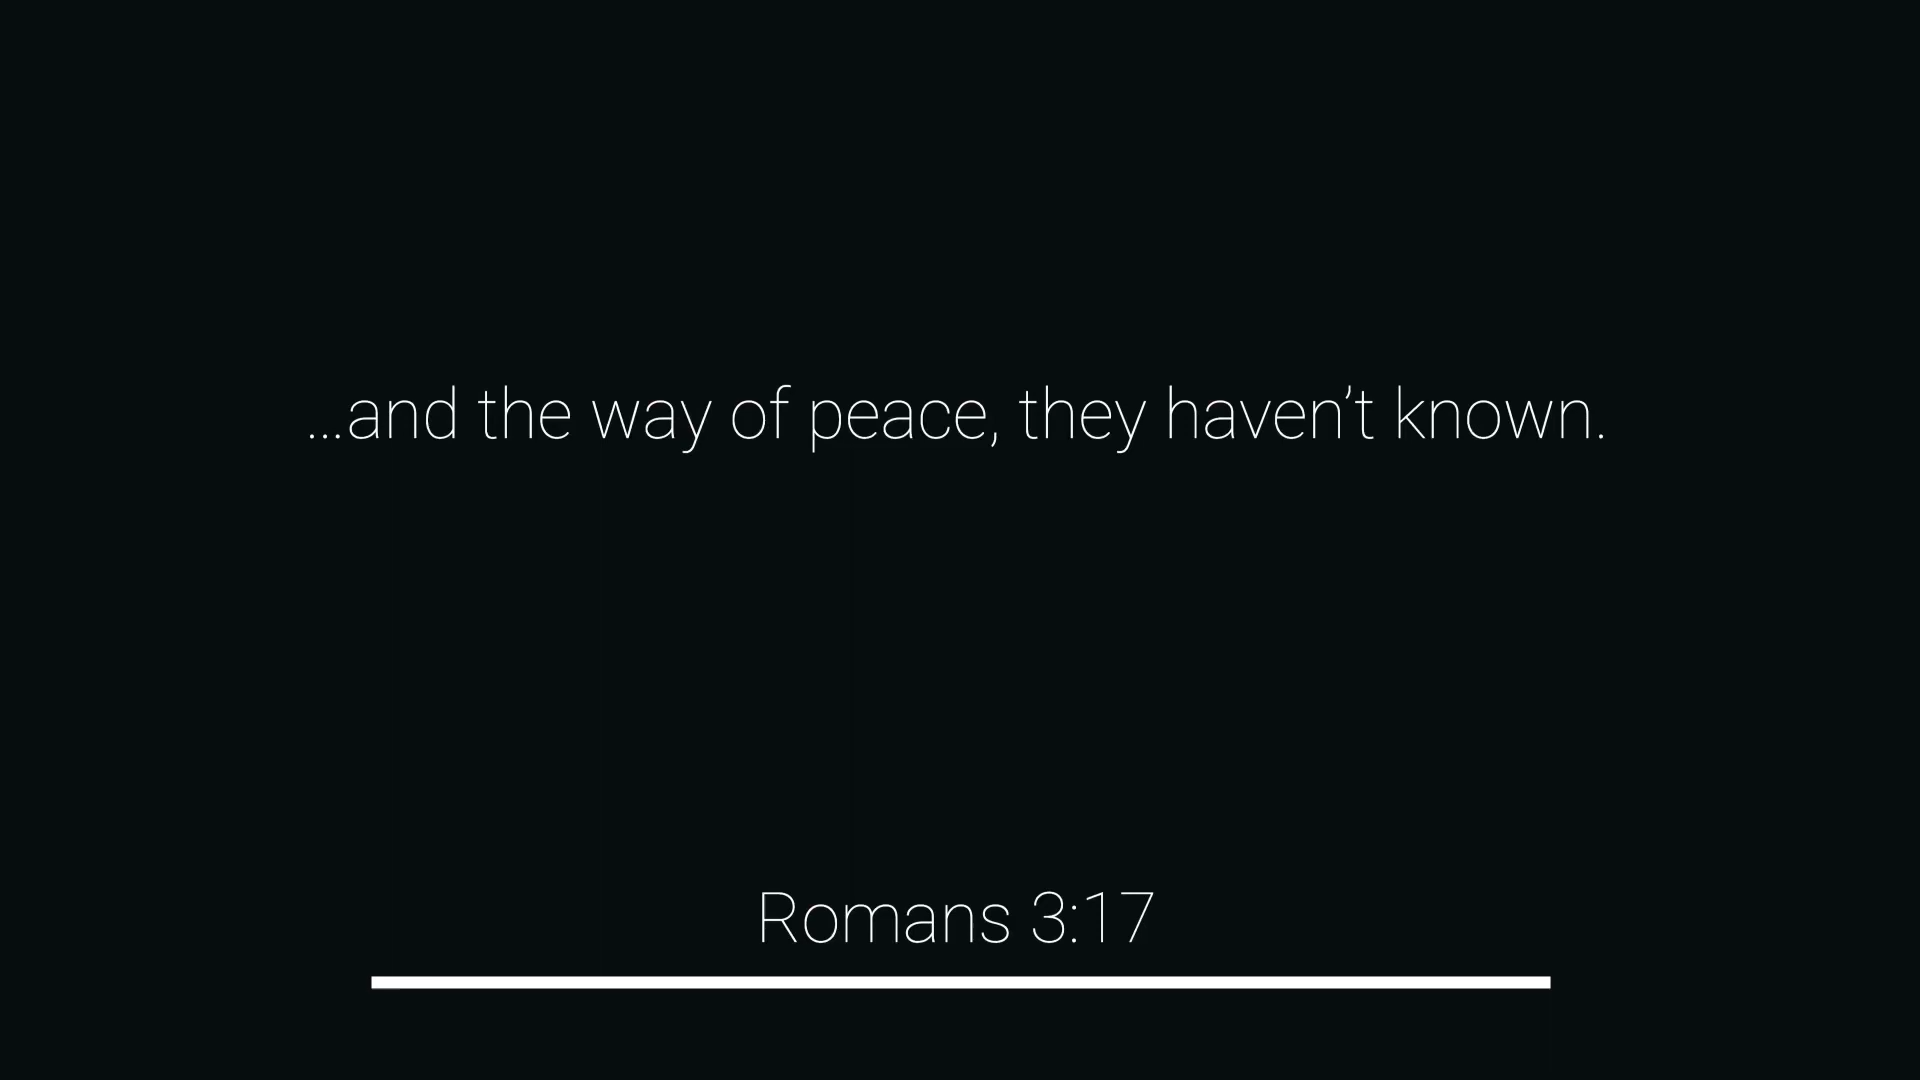 …and the way of peace, they haven’t known.
Romans 3:17